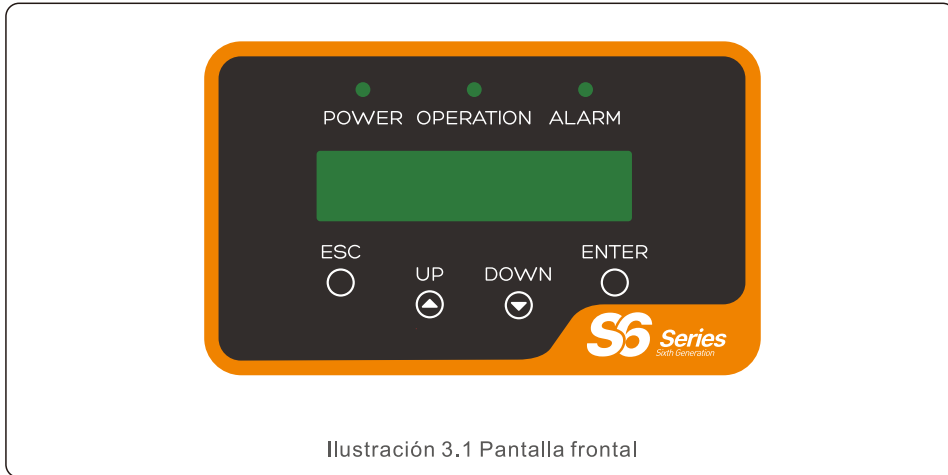 POWER OPERATION ALARM
ESC ENTER
UP DOWN
S6 Series
Sixth Generation
Ilustración 3.1 Pantalla frontal